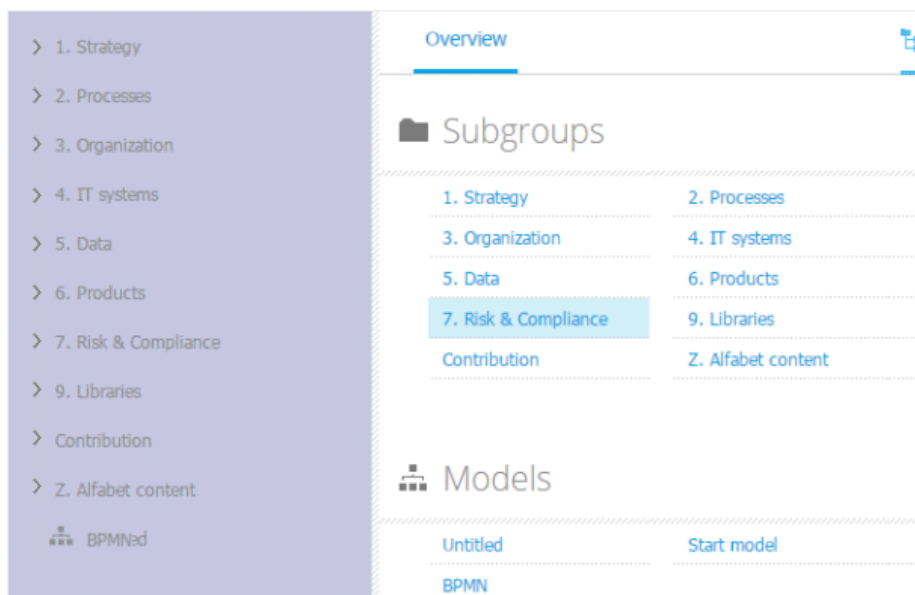 1. Strategy
2. Processes
3. Organization
4. IT systems
5. Data
6. Products
7. Risk & Compliance
9. Libraries
Contribution
Z. Alfabet content
Overview
Subgroups
1. Strategy 2. Processes
3. Organization 4. IT systems
5. Data 6. Products
7. Risk & Compliance 9. Libraries
Contribution Z. Alfabet content
Models
Untitled Start model
BPMN